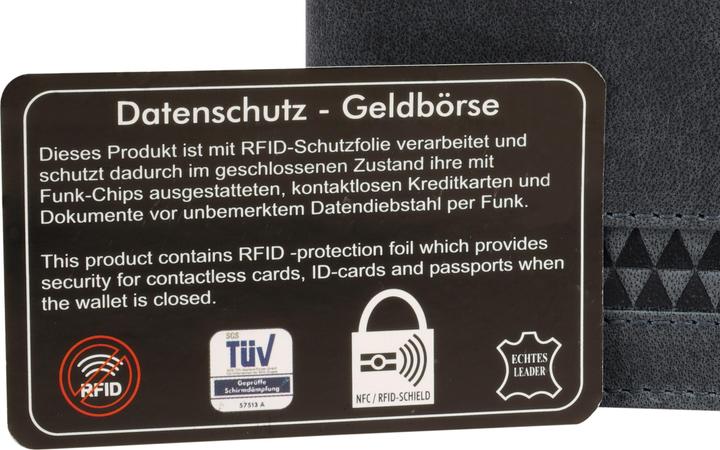 Datenschutz - Geldbörse
Dieses Produkt ist mit RFID-Schutzfolie verarbeitet und
schutzt dadurch im geschlossenen Zustand ihre mit
Funk-Chips ausgestatteten, kontaktlosen Kreditkarten und
Dokumente vor unbemerktem Datendiebstahl per Funk.
This product contains RFID -protection foil which provides
security for contactless cards, ID-cards and passports when
the wallet is closed.
RFID
SGS
TÜV
Geprüfte
Schirmdämpfung
57513 A
NFC / RFID-SHIELD
ECHTES
LEADER